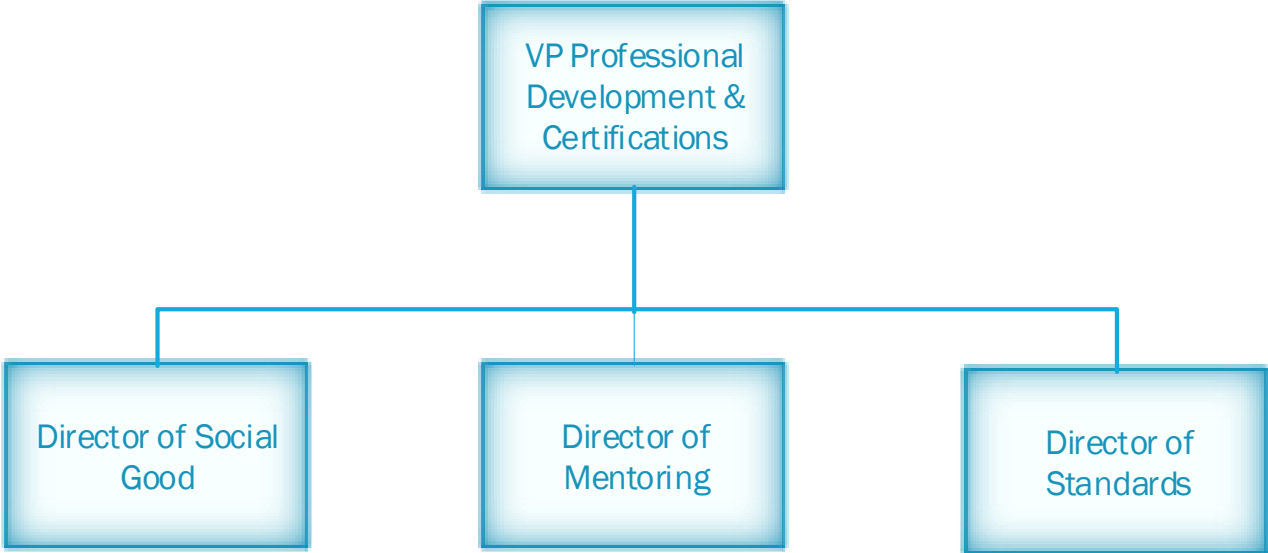 VP Professional
Development &
Certifications
Director of Social
Good
Director of
Mentoring
Director of
Standards